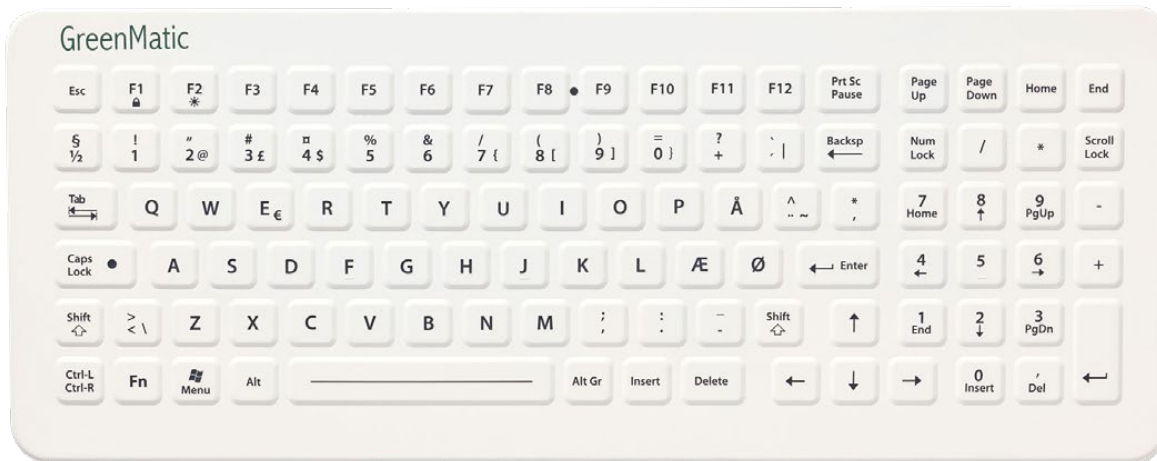 GreenMatic
Esc F1 F2 F3 F4 F5 F6 F7 F8 F9 F10 F11 F12 Prt Sc Pause Page Up Page Down Home End
§ ½ ! 1 " 2 @ # 3 £ ¤ 4 $ % 5 & 6 / 7 { ( 8 [ ) 9 ] = 0 } ? + ` ´ | Backsp Num Lock / * Scroll Lock
Tab Q W E € R T Y U I O P Å ^ ¨ ~ * , 7 Home 8 ↑ 9 PgUp -
Caps Lock A S D F G H J K L Æ Ø Enter 4 ← 5 6 → +
Shift > < \ Z X C V B N M ; , : . _ - Shift ↑ 1 End 2 ↓ 3 PgDn
Ctrl-L Ctrl-R Fn Menu Alt Alt Gr Insert Delete ← ↓ → 0 Insert , Del